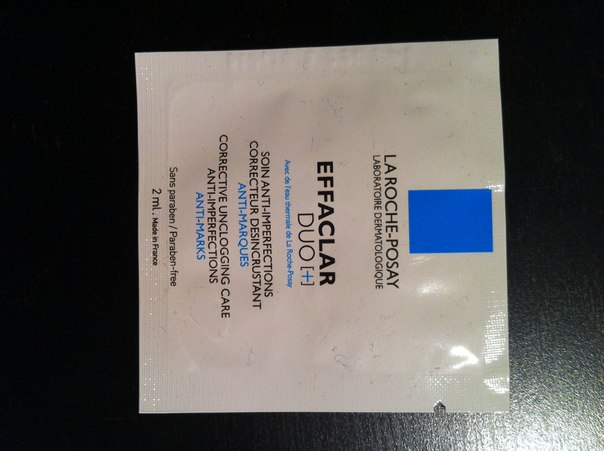 LA ROCHE-POSAY
LABORATOIRE DERMATOLOGIQUE
EFFACLAR
DUO [+]
Avec de l'eau thermale de La Roche-Posay
SOIN ANTI-IMPERFECTIONS
CORRECTEUR DESINCRUSTANT
ANTI-MARQUES
CORRECTIVE UNCLOGGING CARE
ANTI-IMPERFECTIONS
ANTI-MARKS
Sans paraben / Paraben-free
2 ml. Made in France